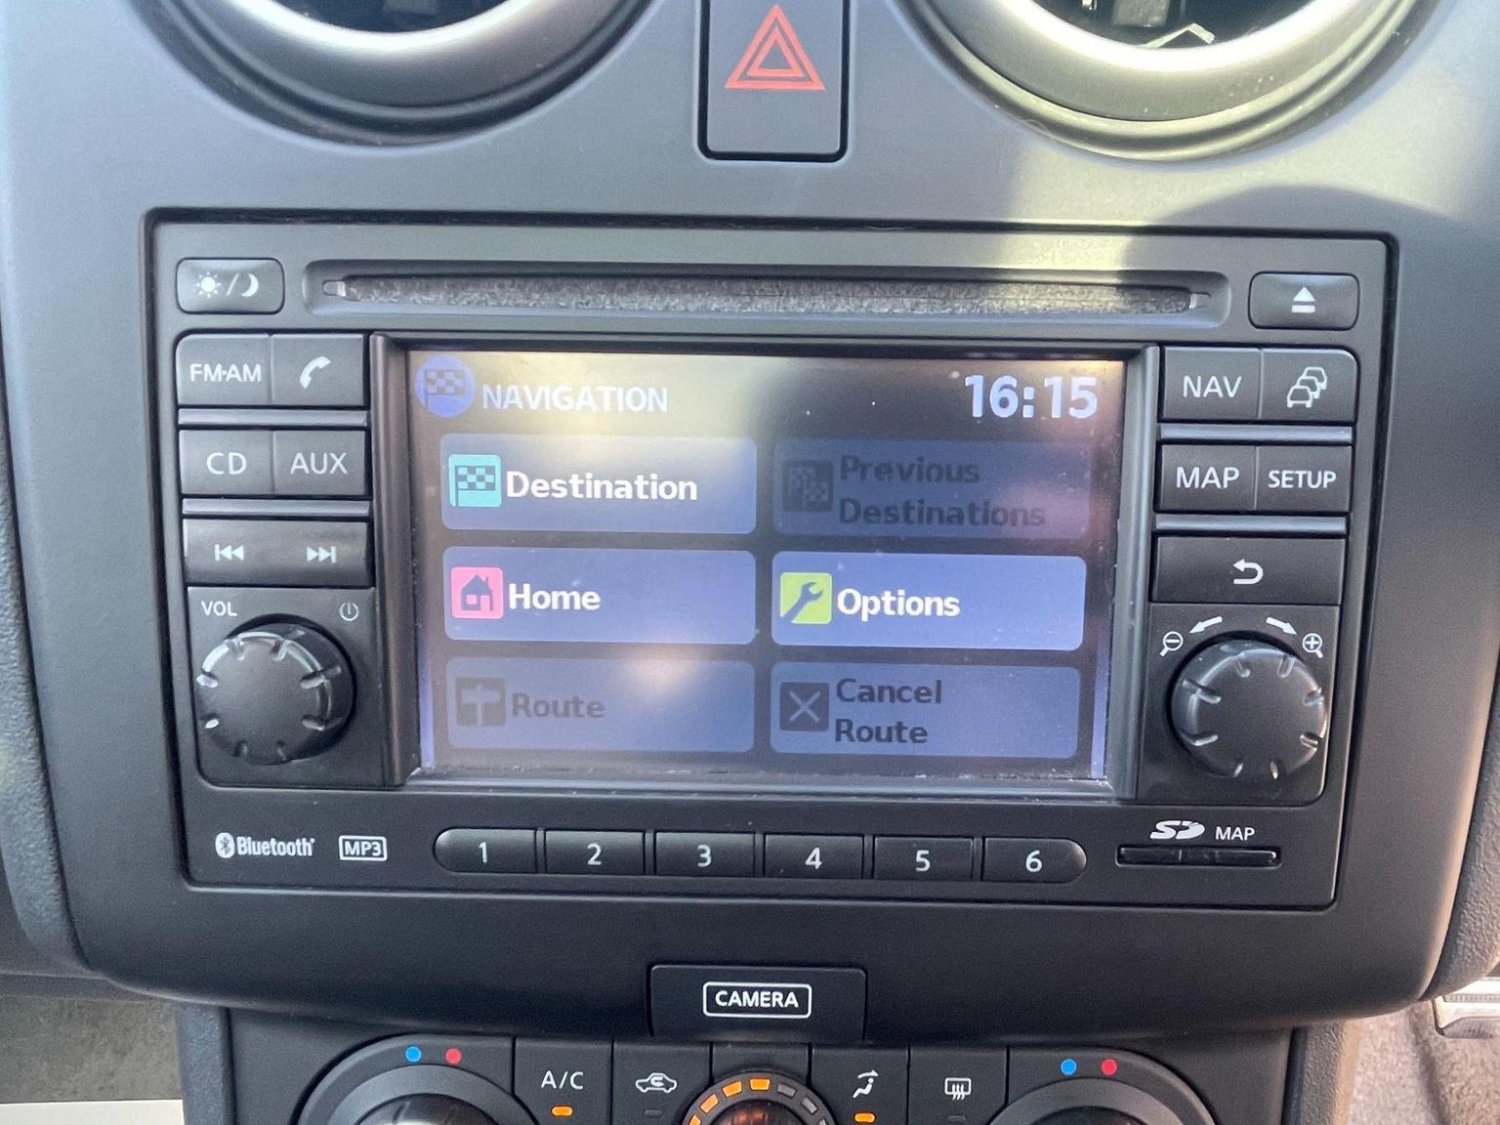 FM·AM
CD
AUX
VOL
NAVIGATION
16:15
Destination
Previous
Destinations
Home
Options
Route
Cancel
Route
NAV
MAP
SETUP
Bluetooth
MP3
1
2
3
4
5
6
SD MAP
CAMERA
A/C